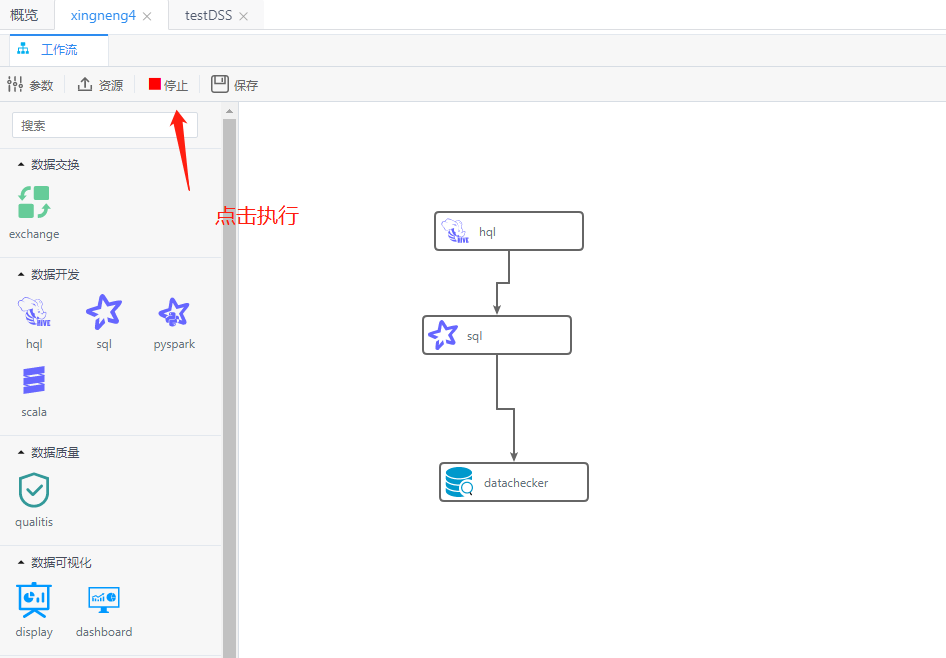 概览 xingneng4 testDSS
工作流
参数 资源 停止 保存
搜索
数据交换
exchange
点击执行
数据开发
HIVE
hql sql pyspark
scala
数据质量
qualitis
数据可视化
display dashboard
HIVE hql
sql
datachecker